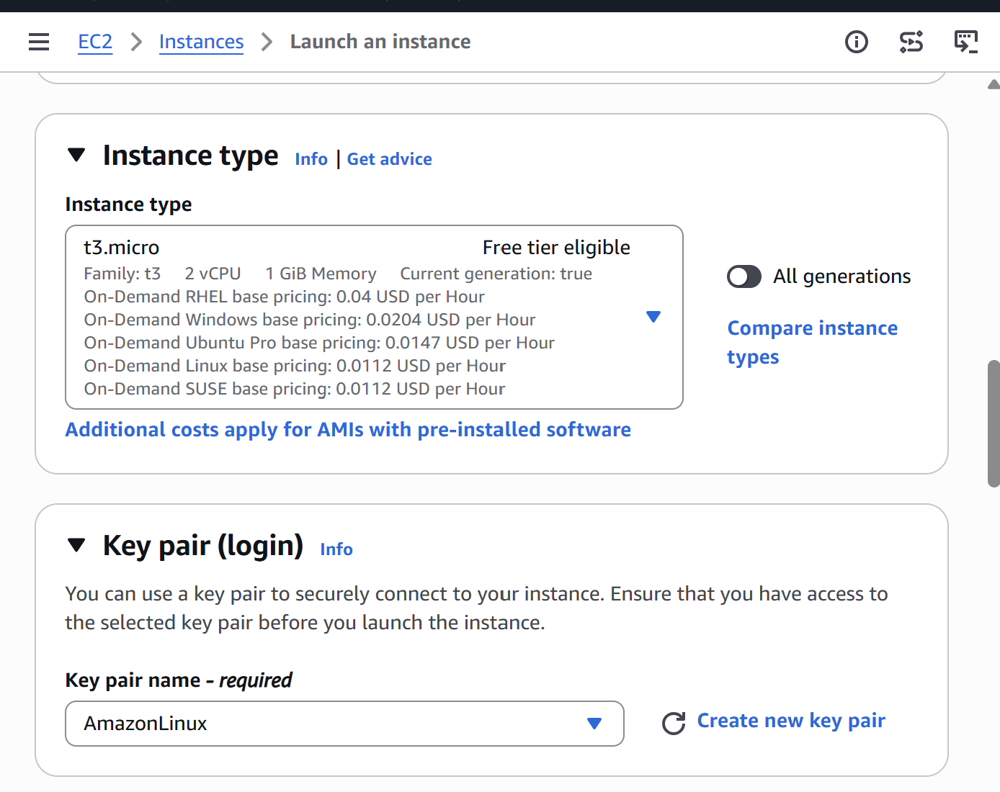 EC2 > Instances > Launch an instance
Instance type Info | Get advice
Instance type
t3.micro Free tier eligible
Family: t3 2 vCPU 1 GiB Memory Current generation: true
On-Demand RHEL base pricing: 0.04 USD per Hour
On-Demand Windows base pricing: 0.0204 USD per Hour
On-Demand Ubuntu Pro base pricing: 0.0147 USD per Hour
On-Demand Linux base pricing: 0.0112 USD per Hour
On-Demand SUSE base pricing: 0.0112 USD per Hour
All generations
Compare instance
types
Additional costs apply for AMIs with pre-installed software
Key pair (login) Info
You can use a key pair to securely connect to your instance. Ensure that you have access to
the selected key pair before you launch the instance.
Key pair name - required
AmazonLinux
Create new key pair